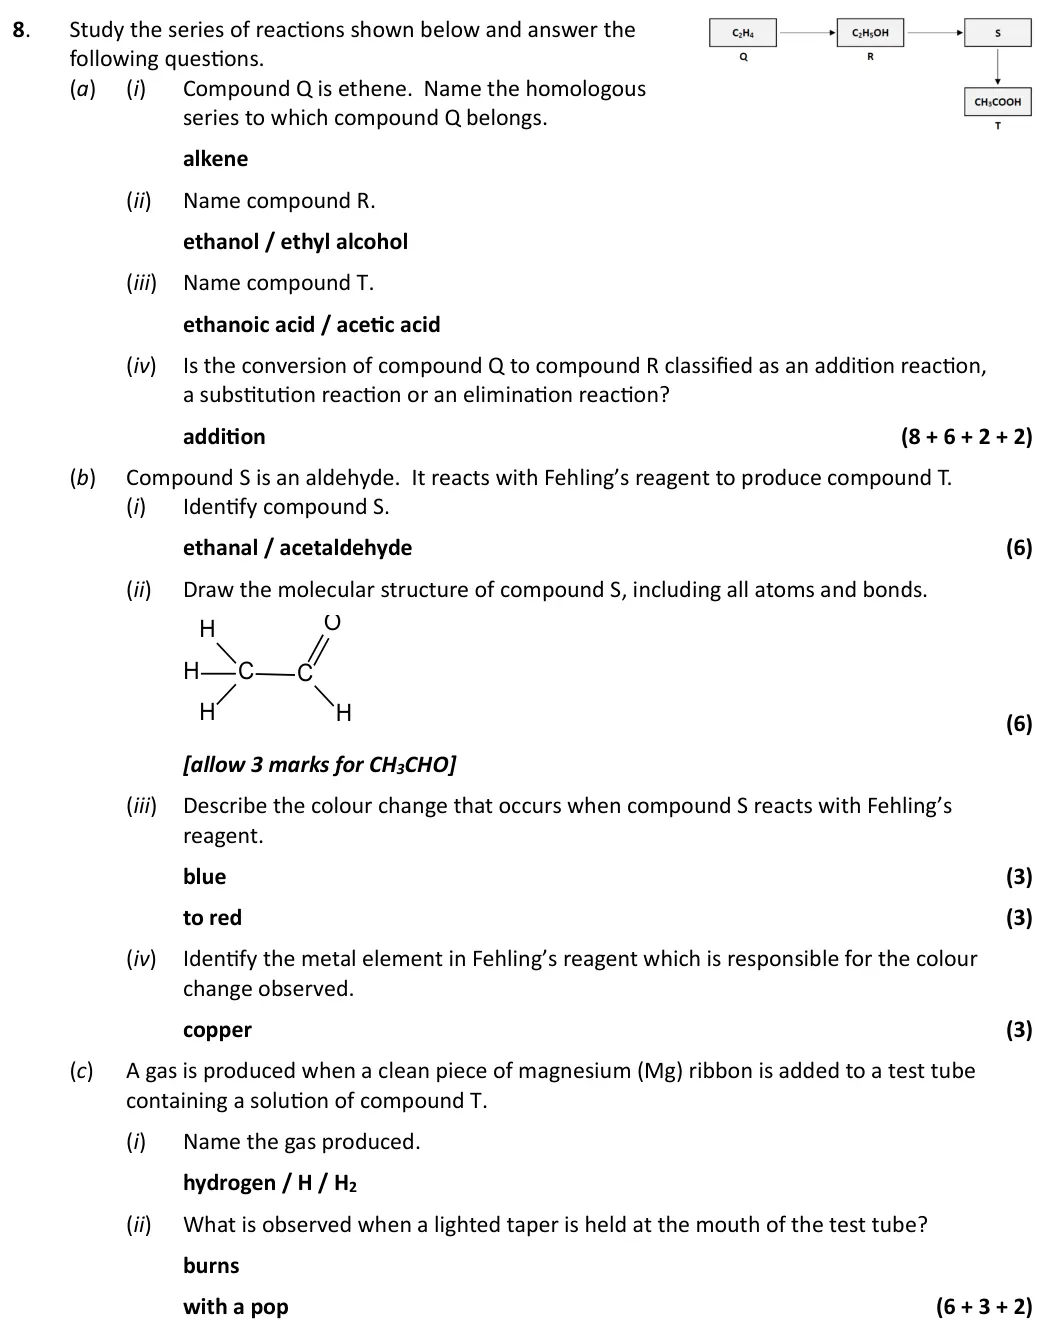 8. Study the series of reactions shown below and answer the
following questions.
C₂H₄
C₂H₅OH
S
Q
R
CH₃COOH
T
(a) (i) Compound Q is ethene. Name the homologous
series to which compound Q belongs.
alkene
(ii) Name compound R.
ethanol / ethyl alcohol
(iii) Name compound T.
ethanoic acid / acetic acid
(iv) Is the conversion of compound Q to compound R classified as an addition reaction,
a substitution reaction or an elimination reaction?
addition (8 + 6 + 2 + 2)
(b) Compound S is an aldehyde. It reacts with Fehling’s reagent to produce compound T.
(i) Identify compound S.
ethanal / acetaldehyde (6)
(ii) Draw the molecular structure of compound S, including all atoms and bonds.
H O
H C C
H H
(6)
[allow 3 marks for CH₃CHO]
(iii) Describe the colour change that occurs when compound S reacts with Fehling’s
reagent.
blue (3)
to red (3)
(iv) Identify the metal element in Fehling’s reagent which is responsible for the colour
change observed.
copper (3)
(c) A gas is produced when a clean piece of magnesium (Mg) ribbon is added to a test tube
containing a solution of compound T.
(i) Name the gas produced.
hydrogen / H / H₂
(ii) What is observed when a lighted taper is held at the mouth of the test tube?
burns
with a pop (6 + 3 + 2)